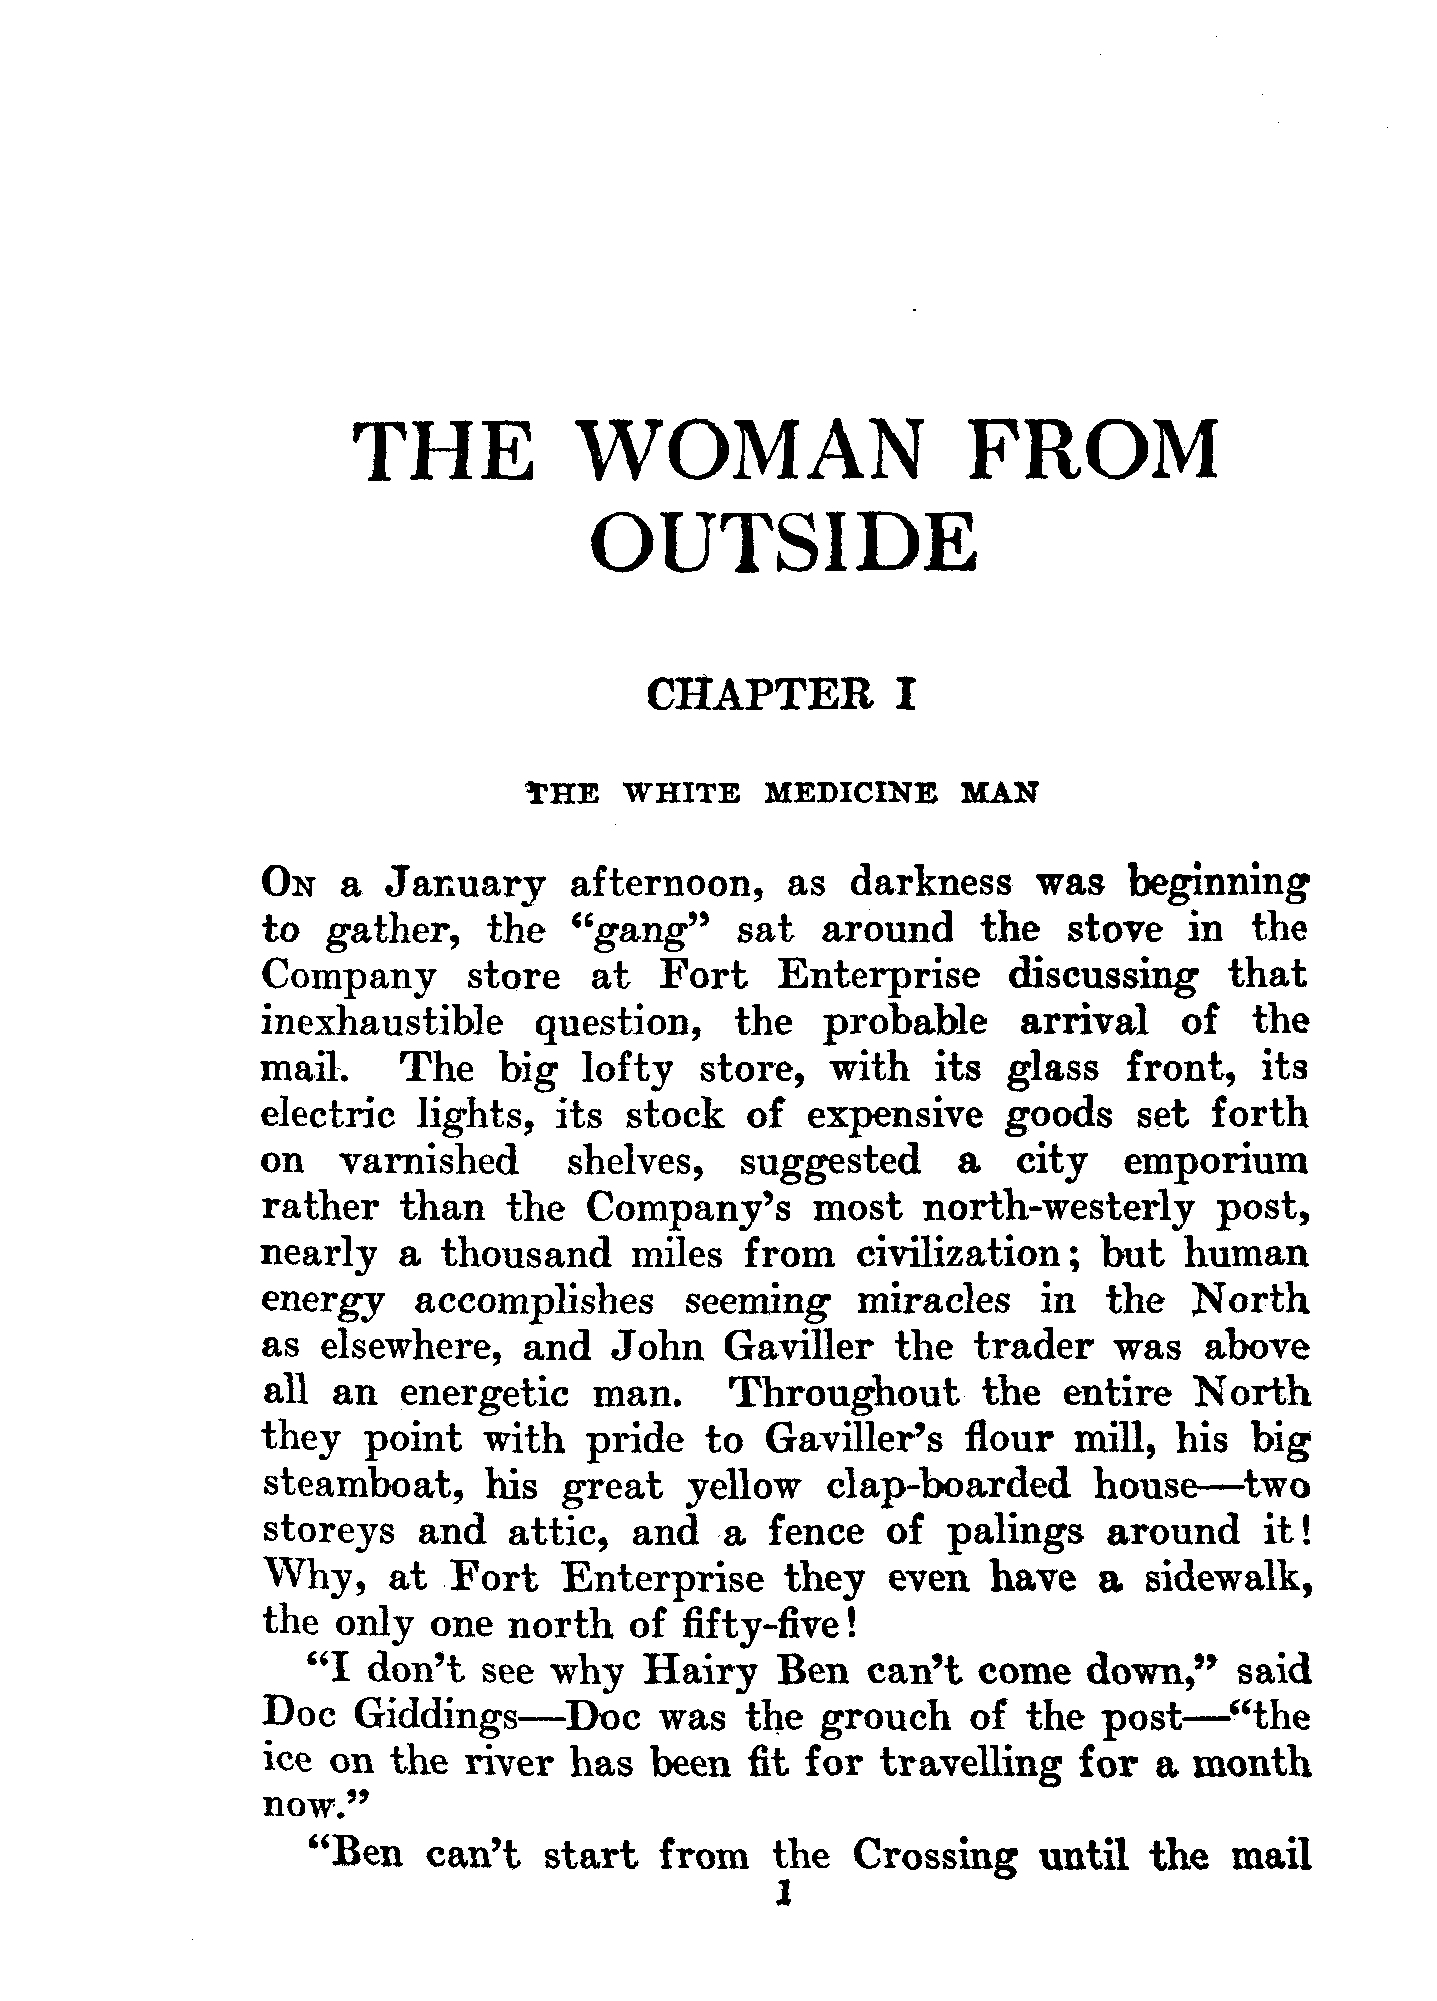 THE WOMAN FROM
OUTSIDE
CHAPTER I
THE WHITE MEDICINE MAN
ON a January afternoon, as darkness was beginning
to gather, the “gang” sat around the stove in the
Company store at Fort Enterprise discussing that
inexhaustible question, the probable arrival of the
mail. The big lofty store, with its glass front, its
electric lights, its stock of expensive goods set forth
on varnished shelves, suggested a city emporium
rather than the Company’s most north-westerly post,
nearly a thousand miles from civilization; but human
energy accomplishes seeming miracles in the North
as elsewhere, and John Gaviller the trader was above
all an energetic man. Throughout the entire North
they point with pride to Gaviller’s flour mill, his big
steamboat, his great yellow clap-boarded house—two
storeys and attic, and a fence of palings around it!
Why, at Fort Enterprise they even have a sidewalk,
the only one north of fifty-five!
“I don’t see why Hairy Ben can’t come down,” said
Doc Giddings—Doc was the grouch of the post—“the
ice on the river has been fit for travelling for a month
now.”
“Ben can’t start from the Crossing until the mail
1